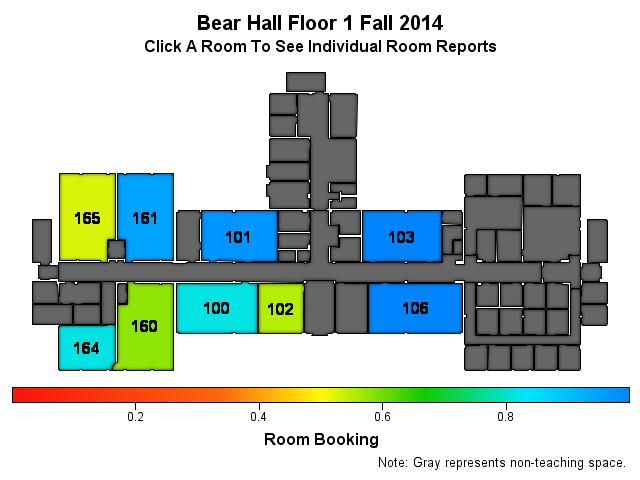 Bear Hall Floor 1 Fall 2014
Click A Room To See Individual Room Reports
165
161
101
103
100
102
106
160
164
0.2 0.4 0.6 0.8
Room Booking
Note: Gray represents non-teaching space.